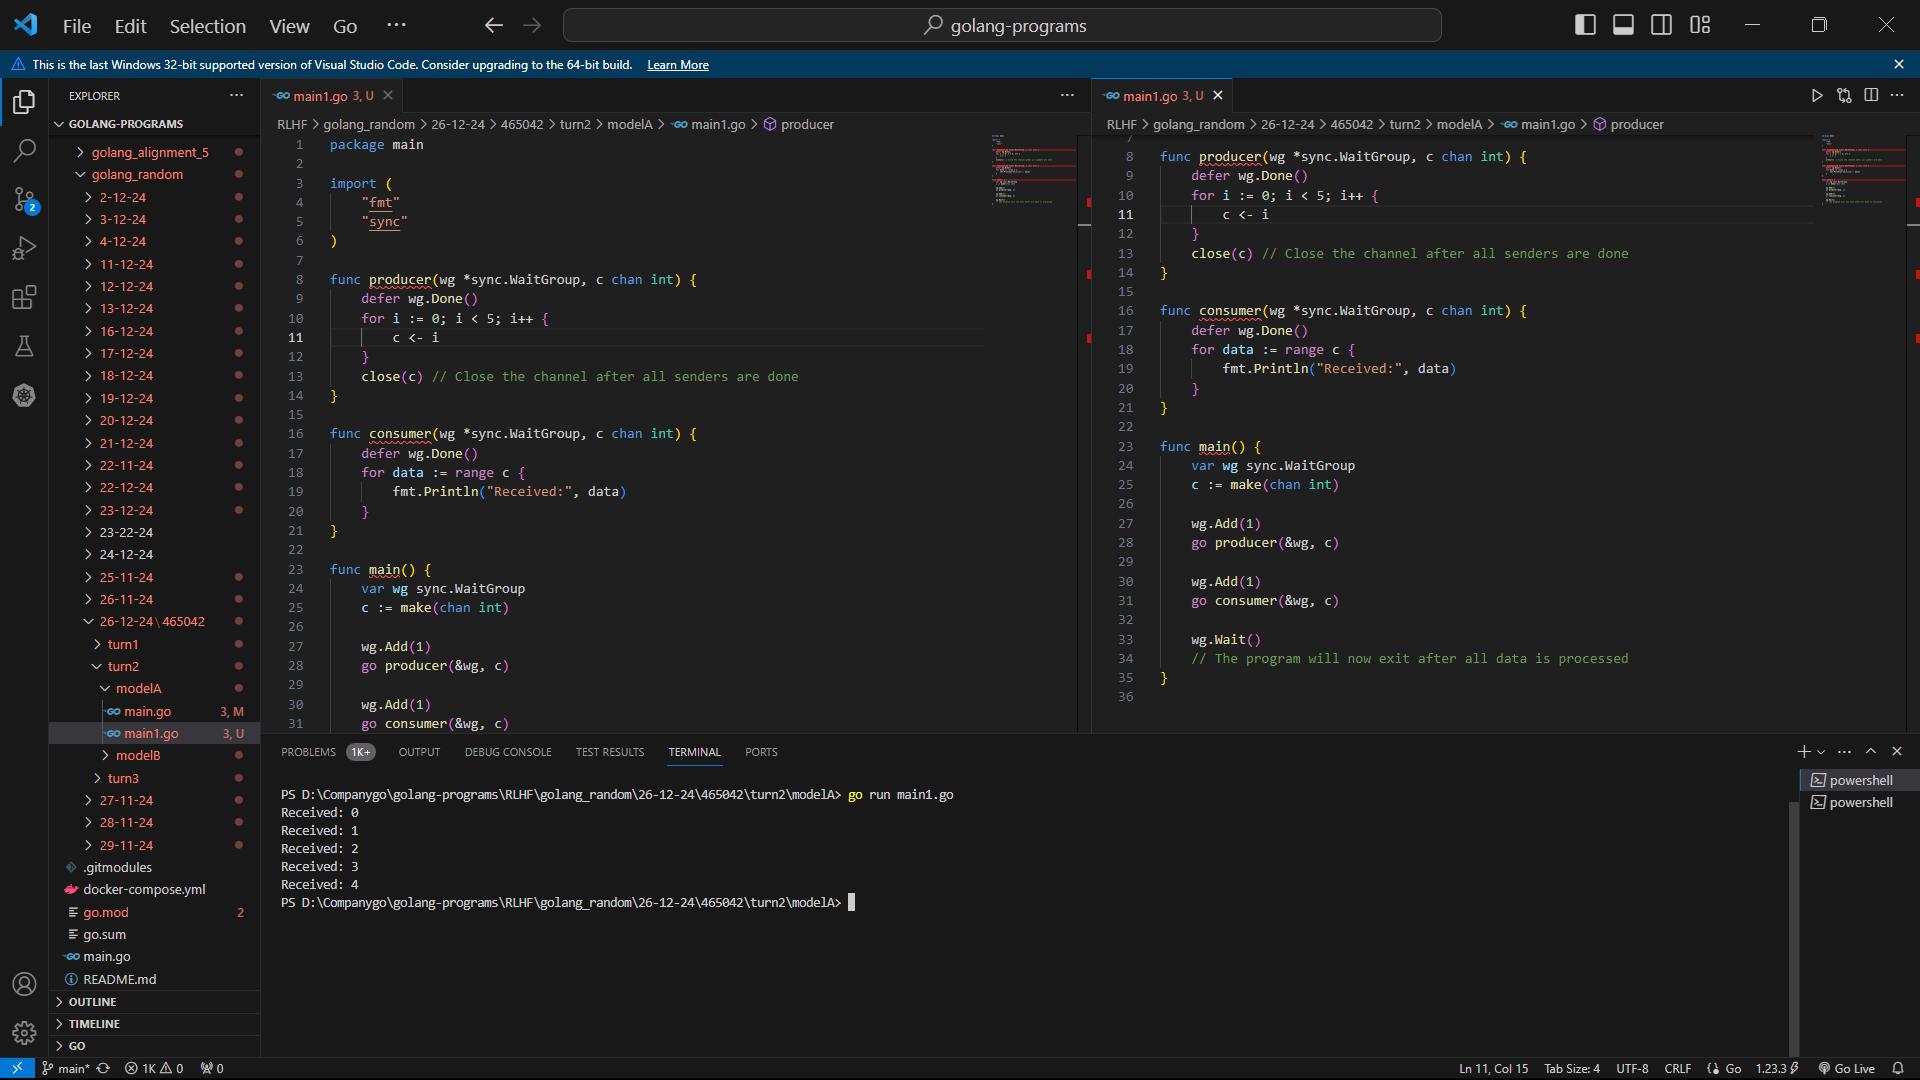 File Edit Selection View Go ··· golang-programs
This is the last Windows 32-bit supported version of Visual Studio Code. Consider upgrading to the 64-bit build. Learn More
EXPLORER ···
GOLANG-PROGRAMS
golang_alignment_5
golang_random
2-12-24
3-12-24
4-12-24
11-12-24
12-12-24
13-12-24
16-12-24
17-12-24
18-12-24
19-12-24
20-12-24
21-12-24
22-11-24
22-12-24
23-12-24
23-22-24
24-12-24
25-11-24
26-11-24
26-12-24\465042
turn1
turn2
modelA
main.go 3, M
main1.go 3, U
modelB
turn3
27-11-24
28-11-24
29-11-24
.gitmodules
docker-compose.yml
go.mod 2
go.sum
main.go
README.md
OUTLINE
TIMELINE
GO
2
main1.go 3, U
RLHF > golang_random > 26-12-24 > 465042 > turn2 > modelA > main1.go > producer
1 package main
2
3 import (
4 "fmt"
5 "sync"
6 )
7
8 func producer(wg *sync.WaitGroup, c chan int) {
9 defer wg.Done()
10 for i := 0; i < 5; i++ {
11 c <- i
12 }
13 close(c) // Close the channel after all senders are done
14 }
15
16 func consumer(wg *sync.WaitGroup, c chan int) {
17 defer wg.Done()
18 for data := range c {
19 fmt.Println("Received:", data)
20 }
21 }
22
23 func main() {
24 var wg sync.WaitGroup
25 c := make(chan int)
26
27 wg.Add(1)
28 go producer(&wg, c)
29
30 wg.Add(1)
31 go consumer(&wg, c)
main1.go 3, U
RLHF > golang_random > 26-12-24 > 465042 > turn2 > modelA > main1.go > producer
7
8 func producer(wg *sync.WaitGroup, c chan int) {
9 defer wg.Done()
10 for i := 0; i < 5; i++ {
11 c <- i
12 }
13 close(c) // Close the channel after all senders are done
14 }
15
16 func consumer(wg *sync.WaitGroup, c chan int) {
17 defer wg.Done()
18 for data := range c {
19 fmt.Println("Received:", data)
20 }
21 }
22
23 func main() {
24 var wg sync.WaitGroup
25 c := make(chan int)
26
27 wg.Add(1)
28 go producer(&wg, c)
29
30 wg.Add(1)
31 go consumer(&wg, c)
32
33 wg.Wait()
34 // The program will now exit after all data is processed
35 }
36
PROBLEMS 1K+ OUTPUT DEBUG CONSOLE TEST RESULTS TERMINAL PORTS
PS D:\Companygo\golang-programs\RLHF\golang_random\26-12-24\465042\turn2\modelA> go run main1.go
Received: 0
Received: 1
Received: 2
Received: 3
Received: 4
PS D:\Companygo\golang-programs\RLHF\golang_random\26-12-24\465042\turn2\modelA>
powershell
powershell
main* 1K 0 0 Ln 11, Col 15 Tab Size: 4 UTF-8 CRLF Go 1.23.3 Go Live